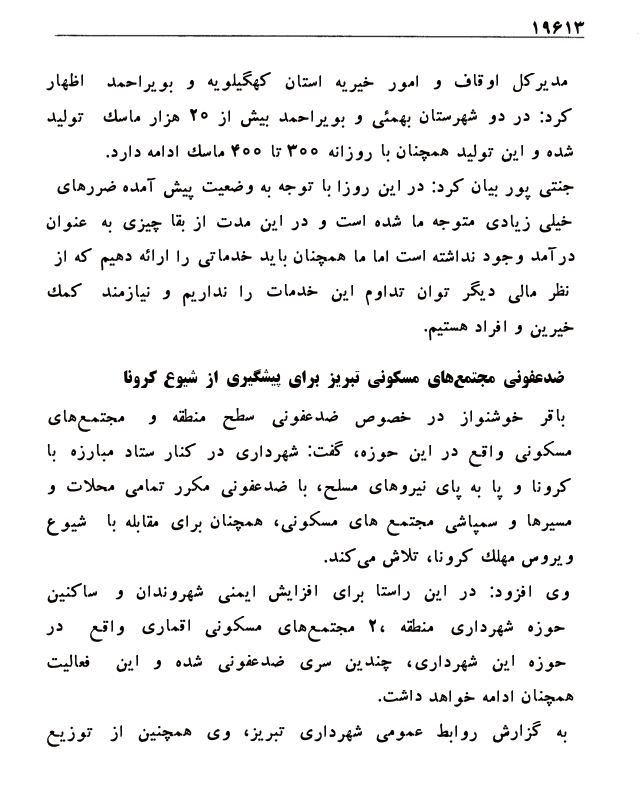 ۱۹۶۱۳
مدیرکل اوقاف و امور خیریه استان کهگیلویه و بویراحمد اظهار
کرد: در دو شهرستان بهمئی و بویراحمد بیش از ۲۰ هزار ماسک تولید
شده و این تولید همچنان با روزانه ۳۰۰ تا ۴۰۰ ماسک ادامه دارد.
جنتی پور بیان کرد: در این روزا با توجه به وضعیت پیش آمده ضررهای
خیلی زیادی متوجه ما شده است و در این مدت از بقا چیزی به عنوان
درآمد وجود نداشته است اما ما همچنان باید خدماتی را ارائه دهیم که از
نظر مالی دیگر توان تداوم این خدمات را نداریم و نیازمند کمک
خیرین و افراد هستیم.
ضدعفونی مجتمع‌های مسکونی تبریز برای پیشگیری از شیوع کرونا
باقر خوشنواز در خصوص ضدعفونی سطح منطقه و مجتمع‌های
مسکونی واقع در این حوزه، گفت: شهرداری در کنار ستاد مبارزه با
کرونا و پا به پای نیروهای مسلح، با ضدعفونی مکرر تمامی محلات و
مسیرها و سمپاشی مجتمع های مسکونی، همچنان برای مقابله با شیوع
ویروس مهلک کرونا، تلاش می‌کند.
وی افزود: در این راستا برای افزایش ایمنی شهروندان و ساکنین
حوزه شهرداری منطقه ۲، مجتمع‌های مسکونی اقماری واقع در
حوزه این شهرداری، چندین سری ضدعفونی شده و این فعالیت
همچنان ادامه خواهد داشت.
به گزارش روابط عمومی شهرداری تبریز، وی همچنین از توزیع